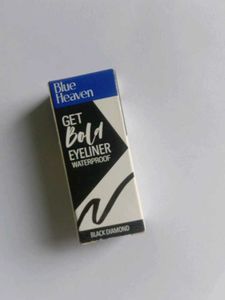 Blue
Heaven
GET
Bold
EYELINER
WATERPROOF
BLACK DIAMOND